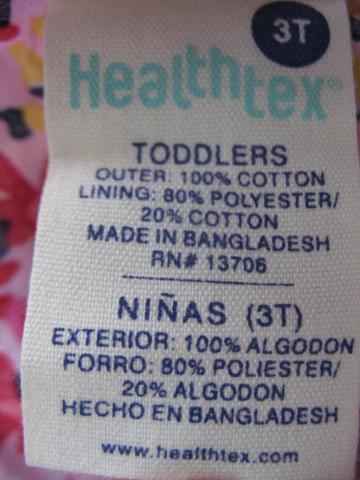 3T
Healthtex®
TODDLERS
OUTER: 100% COTTON
LINING: 80% POLYESTER/
20% COTTON
MADE IN BANGLADESH
RN# 13706
NIÑAS (3T)
EXTERIOR: 100% ALGODON
FORRO: 80% POLIESTER/
20% ALGODON
HECHO EN BANGLADESH
www.healthtex.com